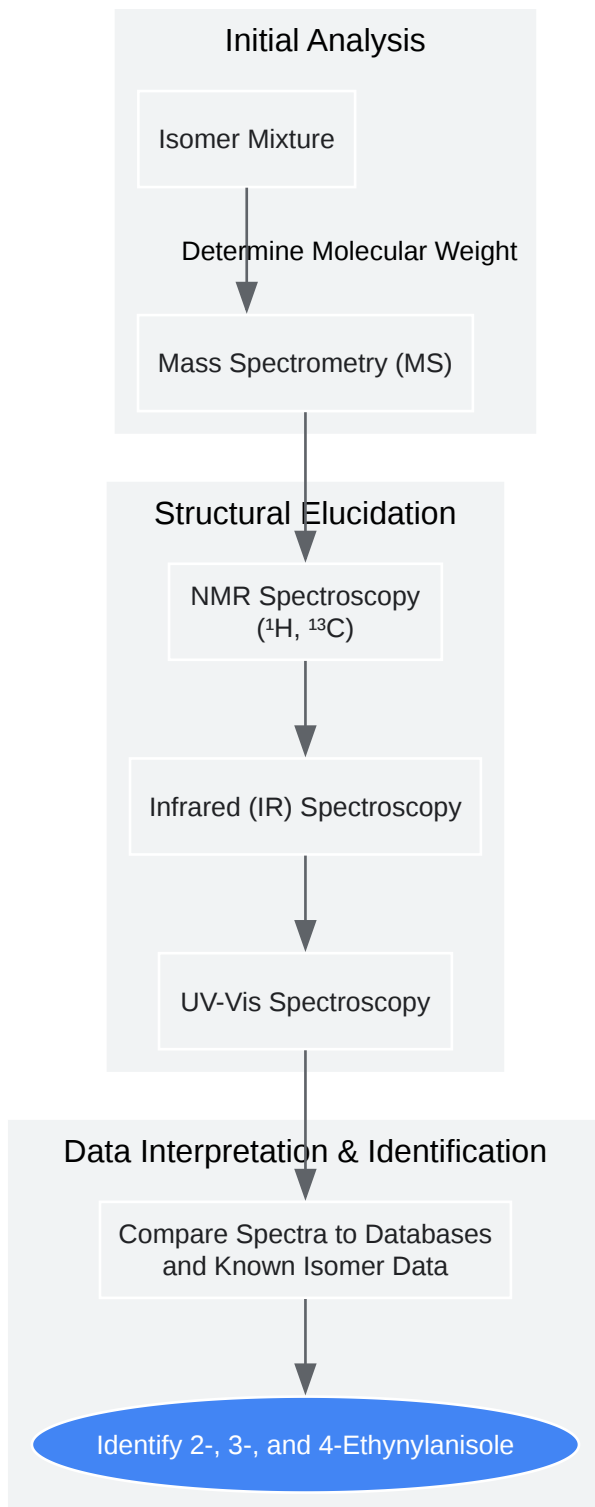 Initial Analysis
Isomer Mixture
Determine Molecular Weight
Mass Spectrometry (MS)
Structural Elucidation
NMR Spectroscopy
(¹H, ¹³C)
Infrared (IR) Spectroscopy
UV-Vis Spectroscopy
Data Interpretation & Identification
Compare Spectra to Databases
and Known Isomer Data
Identify 2-, 3-, and 4-Ethynylanisole